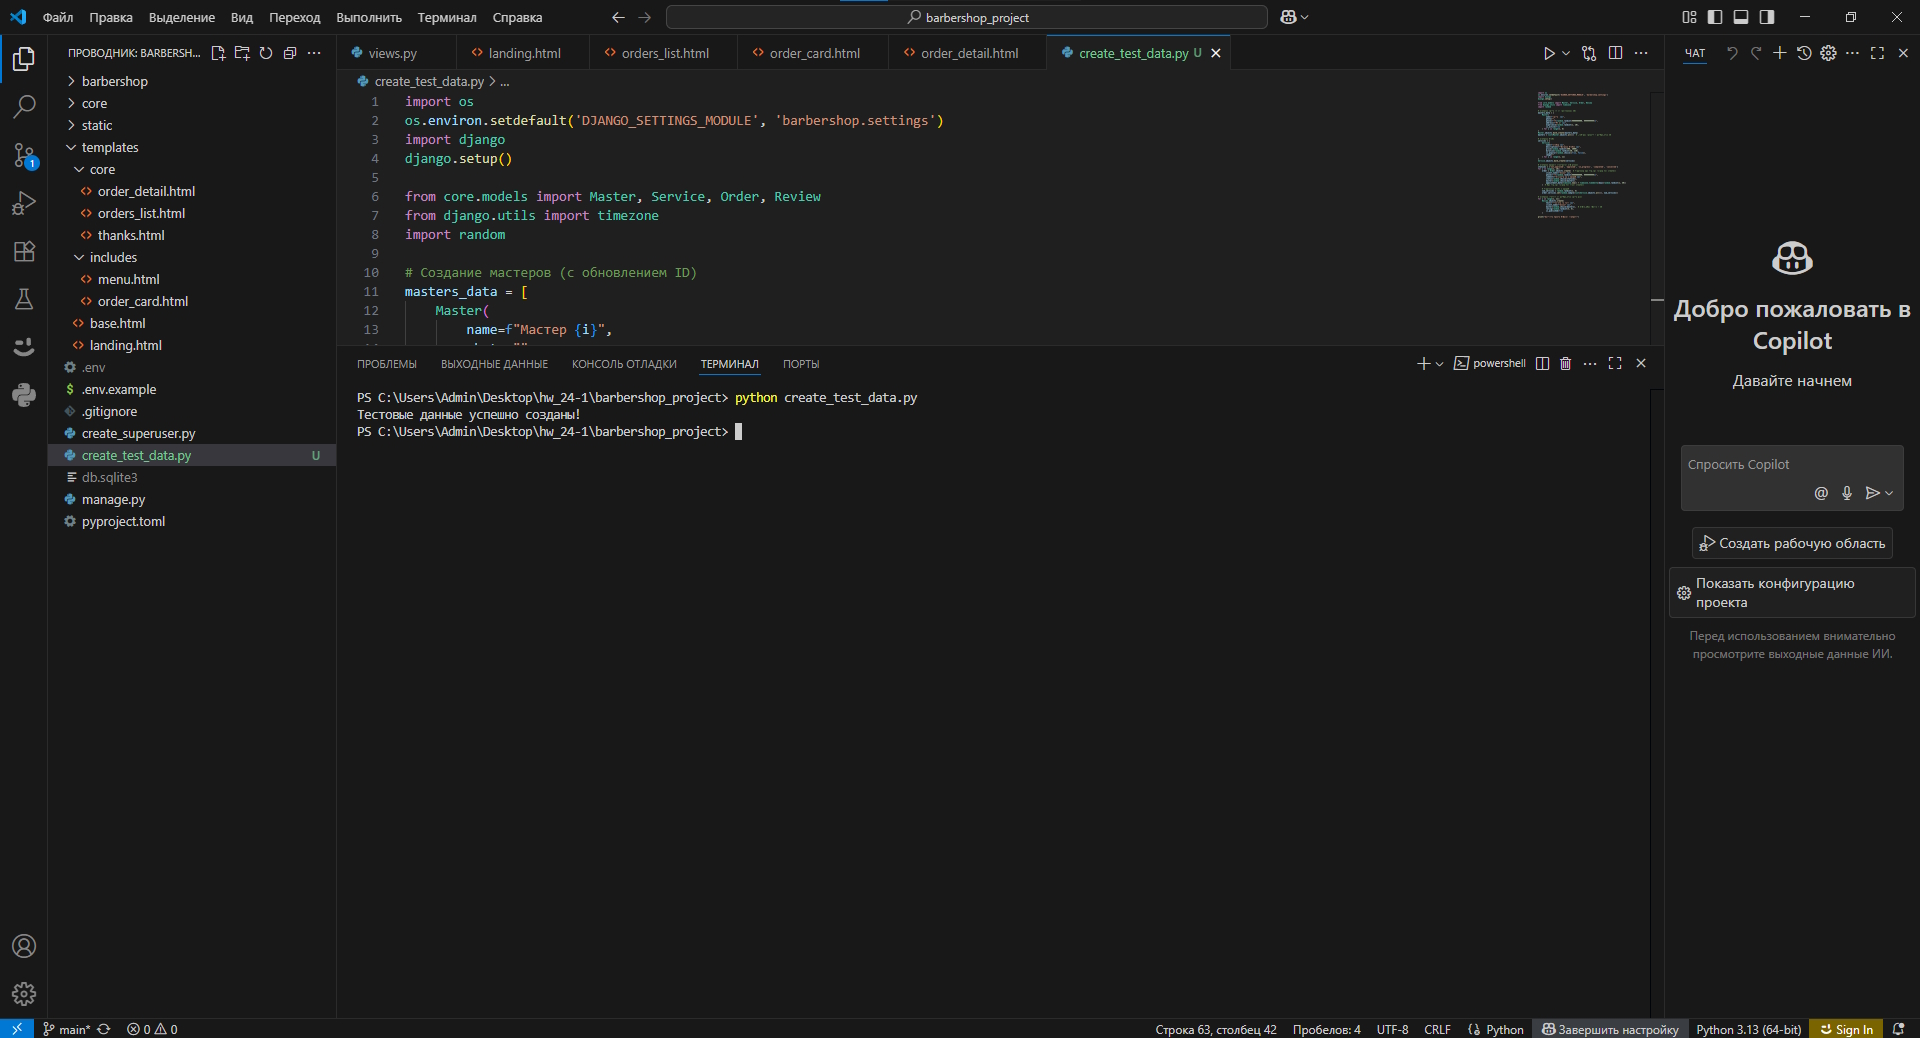 Файл Правка Выделение Вид Переход Выполнить Терминал Справка
barbershop_project
ПРОВОДНИК: BARBERSH...
barbershop
core
static
templates
core
order_detail.html
orders_list.html
thanks.html
includes
menu.html
order_card.html
base.html
landing.html
.env
.env.example
.gitignore
create_superuser.py
create_test_data.py U
db.sqlite3
manage.py
pyproject.toml
1
views.py landing.html orders_list.html order_card.html order_detail.html create_test_data.py U
create_test_data.py > ...
1 import os
2 os.environ.setdefault('DJANGO_SETTINGS_MODULE', 'barbershop.settings')
3 import django
4 django.setup()
5
6 from core.models import Master, Service, Order, Review
7 from django.utils import timezone
8 import random
9
10 # Создание мастеров (с обновлением ID)
11 masters_data = [
12 Master(
13 name=f"Мастер {i}",
ПРОБЛЕМЫ ВЫХОДНЫЕ ДАННЫЕ КОНСОЛЬ ОТЛАДКИ ТЕРМИНАЛ ПОРТЫ
powershell
PS C:\Users\Admin\Desktop\hw_24-1\barbershop_project> python create_test_data.py
Тестовые данные успешно созданы!
PS C:\Users\Admin\Desktop\hw_24-1\barbershop_project>
ЧАТ
Добро пожаловать в
Copilot
Давайте начнем
Спросить Copilot
Создать рабочую область
Показать конфигурацию
проекта
Перед использованием внимательно
просмотрите выходные данные ИИ.
main* 0 0
Строка 63, столбец 42 Пробелов: 4 UTF-8 CRLF Python Завершить настройку Python 3.13 (64-bit) Sign In